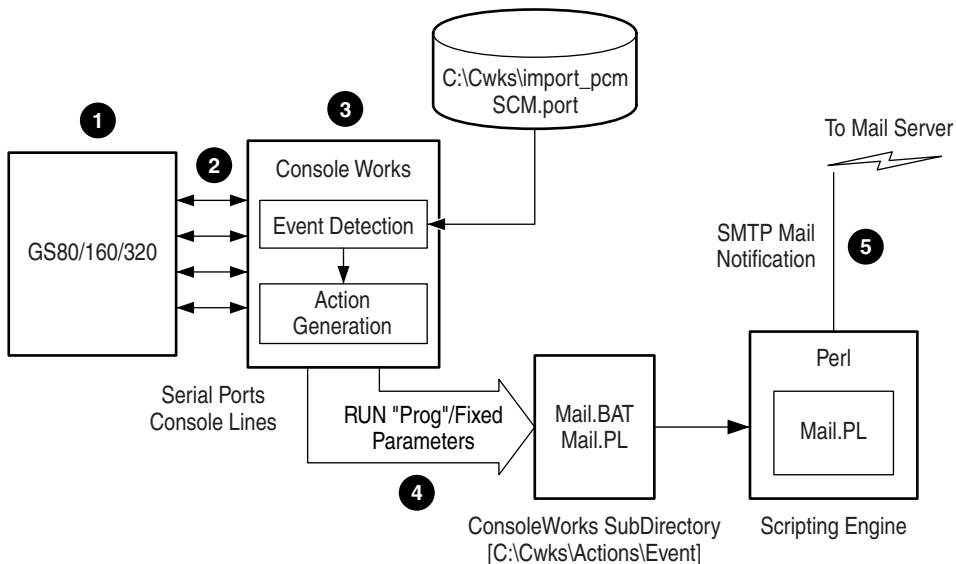 C:\Cwks\import_pcm
SCM.port
1
2
3
To Mail Server
Console Works
GS80/160/320
Event Detection
Action
Generation
SMTP Mail
Notification
5
Serial Ports
Console Lines
RUN "Prog"/Fixed
Parameters
4
Mail.BAT
Mail.PL
Perl
Mail.PL
ConsoleWorks SubDirectory
[C:\Cwks\Actions\Event]
Scripting Engine